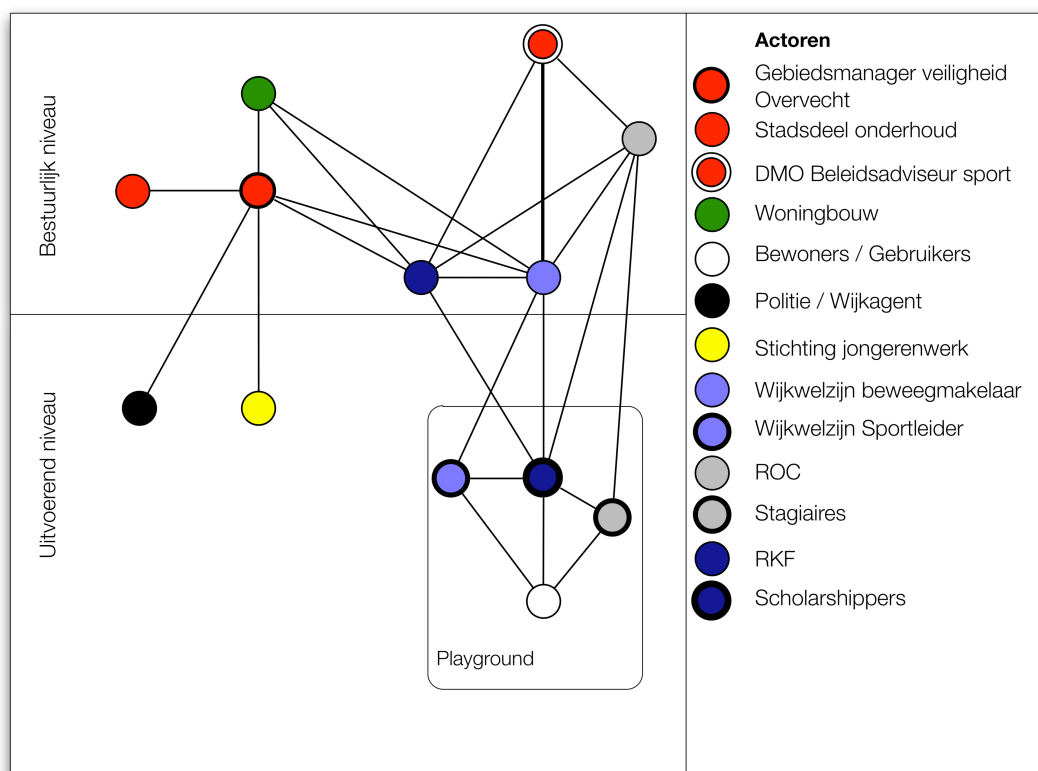 Bestuurlijk niveau
Uitvoerend niveau
Playground
Actoren
Gebiedsmanager veiligheid
Overvecht
Stadsdeel onderhoud
DMO Beleidsadviseur sport
Woningbouw
Bewoners / Gebruikers
Politie / Wijkagent
Stichting jongerenwerk
Wijkwelzijn beweegmakelaar
Wijkwelzijn Sportleider
ROC
Stagiaires
RKF
Scholarshippers